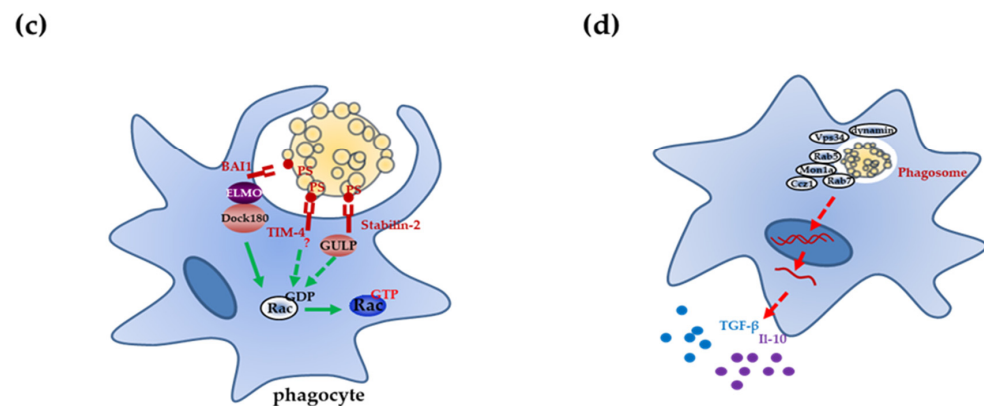 (c)
(d)
BAI1
PS
PS
PS
ELMO
Dock180
TIM-4
?
Stabilin-2
GULP
GDP
Rac
GTP
Rac
phagocyte
Vps34
dynamin
Rab5
Mon1a
Ccz1
Rab7
Phagosome
TGF-β
Il-10